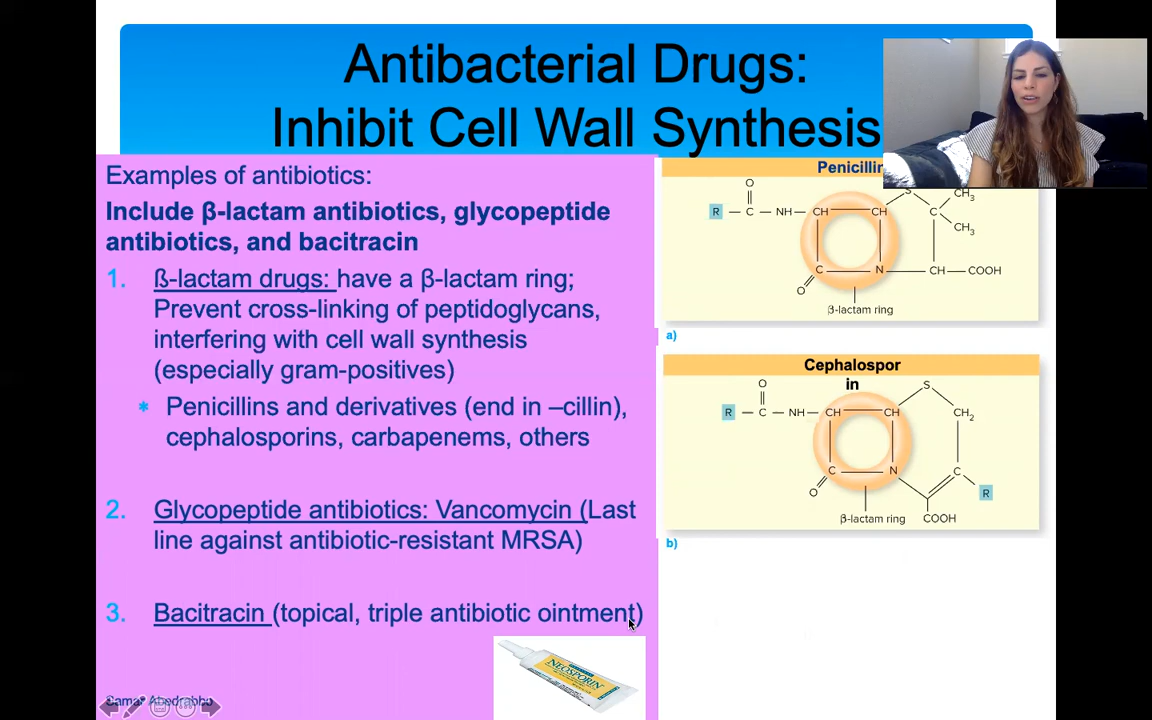 Antibacterial Drugs:
Inhibit Cell Wall Synthesis
Examples of antibiotics:
Include β-lactam antibiotics, glycopeptide
antibiotics, and bacitracin
1. ß-lactam drugs: have a β-lactam ring;
Prevent cross-linking of peptidoglycans,
interfering with cell wall synthesis
(especially gram-positives)
* Penicillins and derivatives (end in –cillin),
cephalosporins, carbapenems, others
2. Glycopeptide antibiotics: Vancomycin (Last
line against antibiotic-resistant MRSA)
3. Bacitracin (topical, triple antibiotic ointment)
NEOSPORIN
Samar Abedrabbo
Penicillin
O S CH3
R — C — NH — CH CH C
CH3
C N CH — COOH
O
β-lactam ring
a)
Cephalospor
in
O S
R — C — NH — CH CH CH2
C N C
O R
β-lactam ring COOH
b)